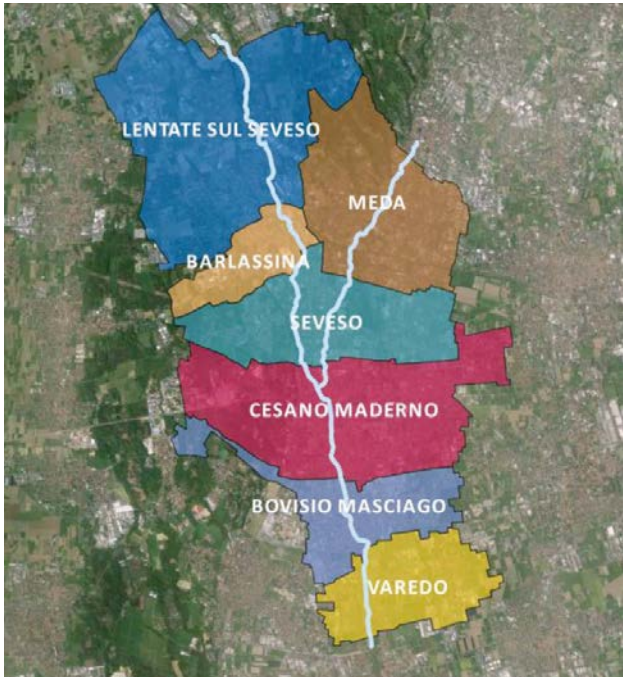 LENTATE SUL SEVESO
MEDA
BARLASSINA
SEVESO
CESANO MADERNO
BOVISIO MASCIAGO
VAREDO